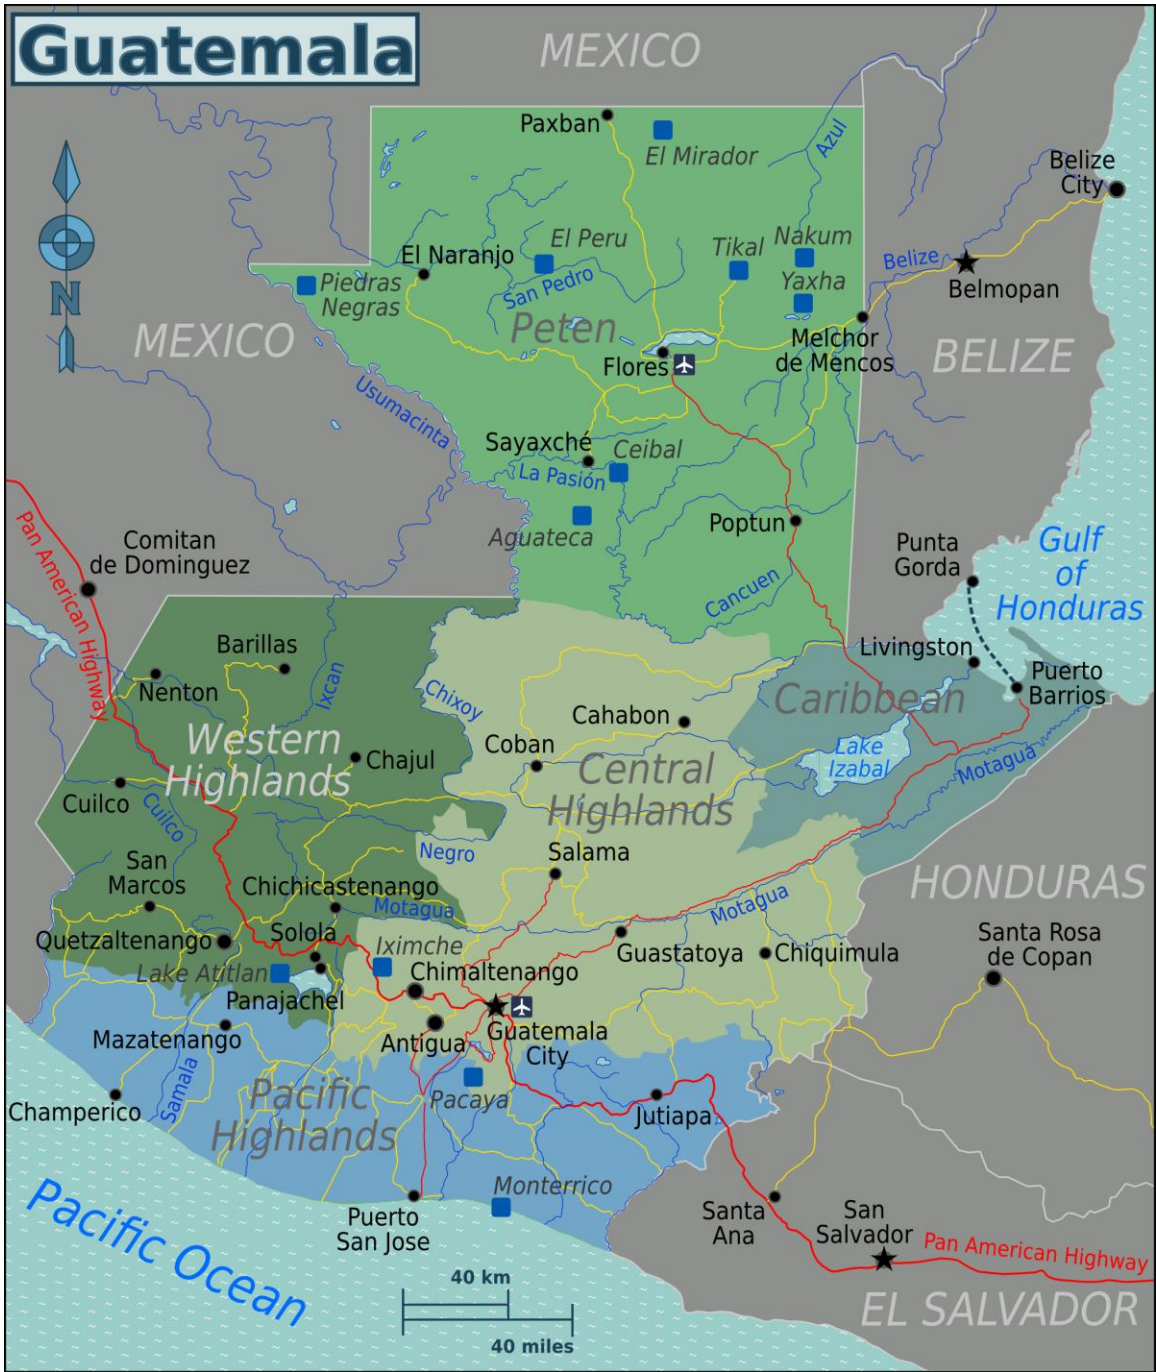 Guatemala
MEXICO
Paxban
El Mirador
Azul
Belize
City
El Peru
Tikal
Nakum
El Naranjo
Belize
Piedras
Negras
San Pedro
Yaxha
Belmopan
N
MEXICO
Peten
Melchor
de Mencos
BELIZE
Flores
Usumacinta
Sayaxché
Ceibal
La Pasión
Pan American Highway
Comitan
de Dominguez
Aguateca
Poptun
Punta
Gorda
Gulf
of
Honduras
Cancuen
Barillas
Livingston
Nenton
Ixcan
Chixoy
Caribbean
Puerto
Barrios
Cahabon
Western
Highlands
Chajul
Coban
Central
Highlands
Lake
Izabal
Motagua
Cuilco
Cuilco
Negro
Salama
San
Marcos
Chichicastenango
Motagua
Motagua
HONDURAS
Quetzaltenango
Solola
Iximche
Guastatoya
Chiquimula
Santa Rosa
de Copan
Lake Atitlan
Chimaltenango
Panajachel
Mazatenango
Antigua
Guatemala
City
Samala
Champerico
Pacific
Highlands
Pacaya
Jutiapa
Monterrico
Pacific Ocean
Puerto
San Jose
Santa
Ana
San
Salvador
Pan American Highway
40 km
40 miles
EL SALVADOR